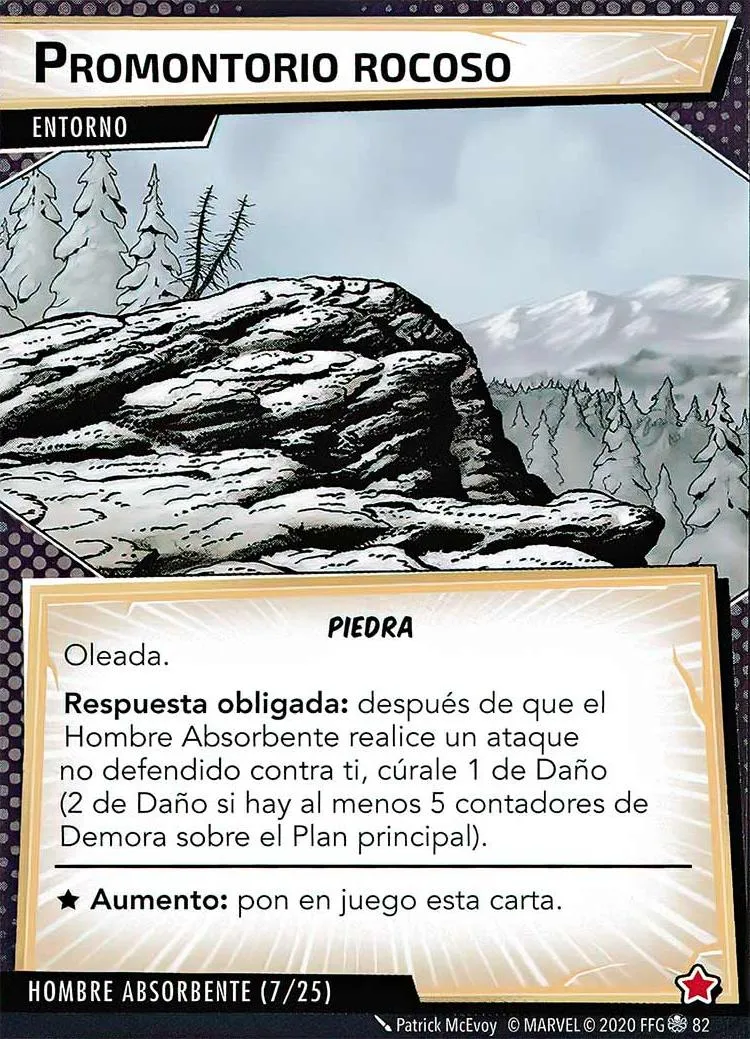 PROMONTORIO ROCOSO
ENTORNO
PIEDRA
Oleada.
Respuesta obligada: después de que el
Hombre Absorbente realice un ataque
no defendido contra ti, cúrale 1 de Daño
(2 de Daño si hay al menos 5 contadores de
Demora sobre el Plan principal).
★ Aumento: pon en juego esta carta.
HOMBRE ABSORBENTE (7/25)
Patrick McEvoy © MARVEL © 2020 FFG 82